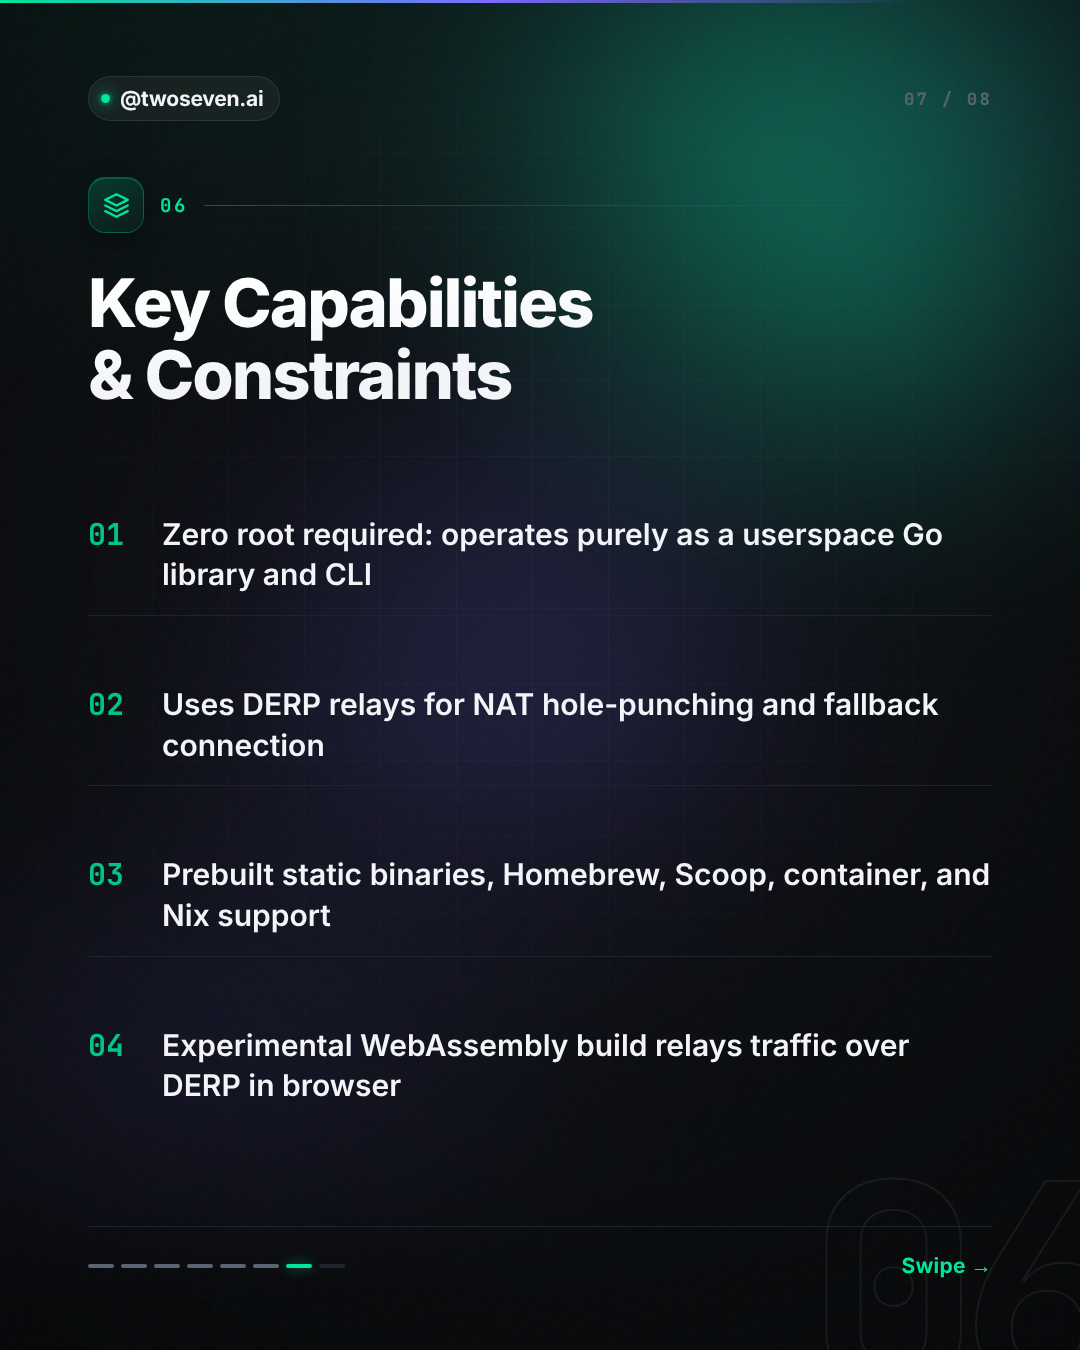 @twoseven.ai
07 / 08
06
Key Capabilities
& Constraints
01 Zero root required: operates purely as a userspace Go
library and CLI
02 Uses DERP relays for NAT hole-punching and fallback
connection
03 Prebuilt static binaries, Homebrew, Scoop, container, and
Nix support
04 Experimental WebAssembly build relays traffic over
DERP in browser
Swipe →
06